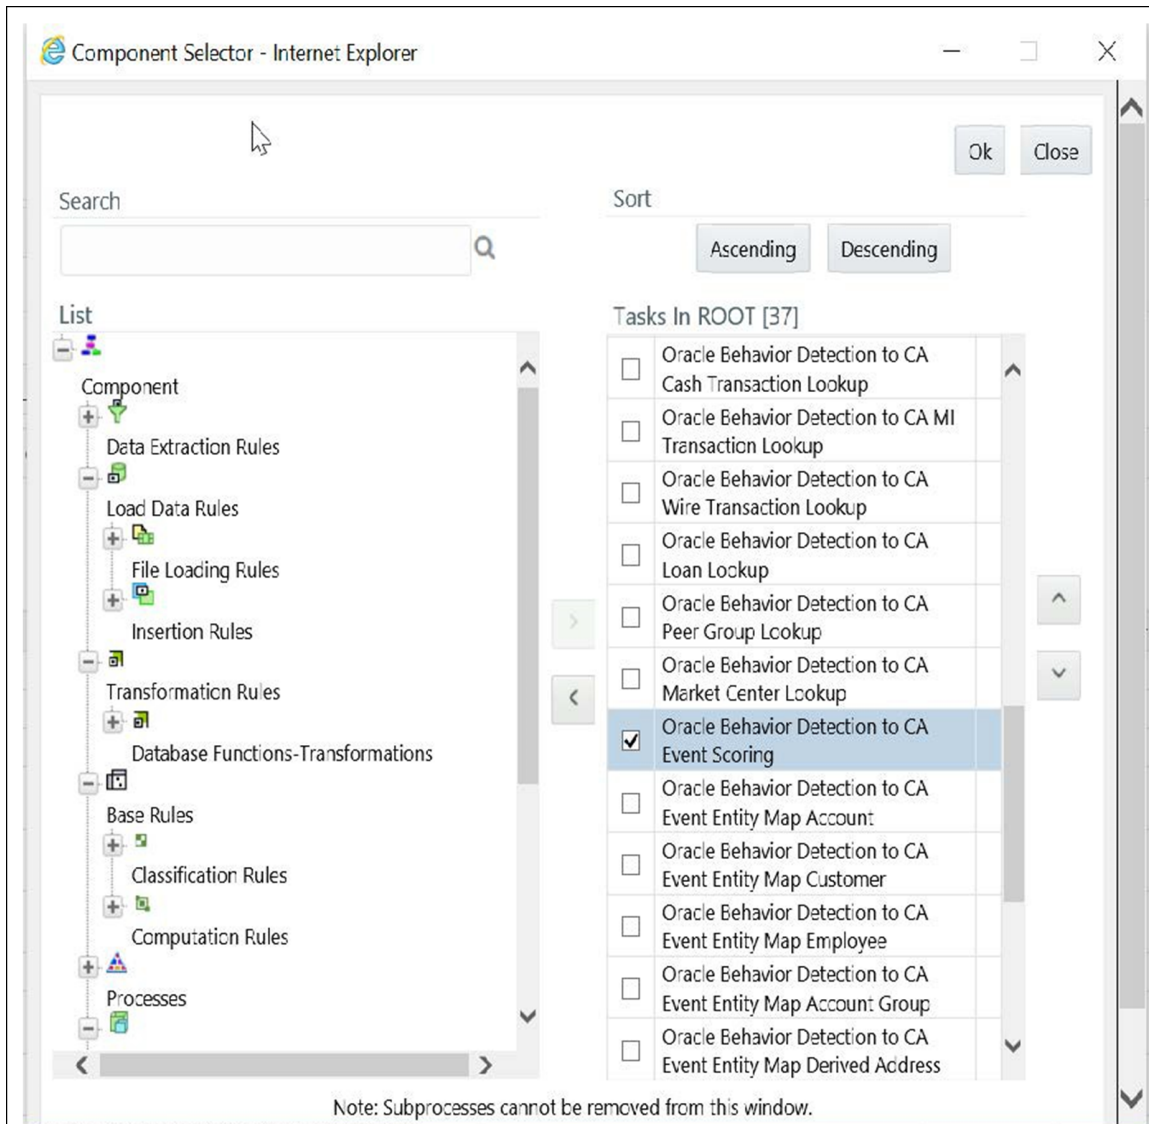 Component Selector - Internet Explorer
Ok
Close
Search
Sort
Ascending
Descending
List
Tasks In ROOT [37]
Component
Data Extraction Rules
Load Data Rules
File Loading Rules
Insertion Rules
Transformation Rules
Database Functions-Transformations
Base Rules
Classification Rules
Computation Rules
Processes
Oracle Behavior Detection to CA
Cash Transaction Lookup
Oracle Behavior Detection to CA MI
Transaction Lookup
Oracle Behavior Detection to CA
Wire Transaction Lookup
Oracle Behavior Detection to CA
Loan Lookup
Oracle Behavior Detection to CA
Peer Group Lookup
Oracle Behavior Detection to CA
Market Center Lookup
Oracle Behavior Detection to CA
Event Scoring
Oracle Behavior Detection to CA
Event Entity Map Account
Oracle Behavior Detection to CA
Event Entity Map Customer
Oracle Behavior Detection to CA
Event Entity Map Employee
Oracle Behavior Detection to CA
Event Entity Map Account Group
Oracle Behavior Detection to CA
Event Entity Map Derived Address
Note: Subprocesses cannot be removed from this window.